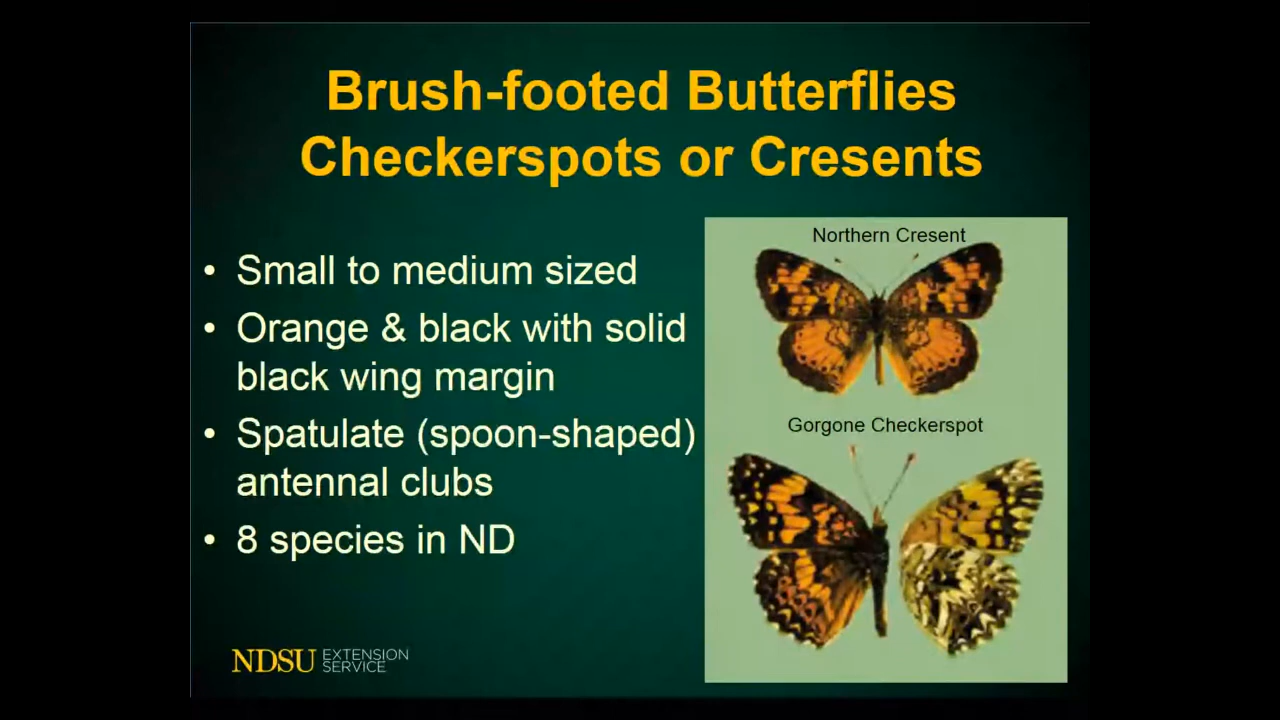 Brush-footed Butterflies
Checkerspots or Cresents
• Small to medium sized
• Orange & black with solid
black wing margin
• Spatulate (spoon-shaped)
antennal clubs
• 8 species in ND
Northern Cresent
Gorgone Checkerspot
NDSU EXTENSION
SERVICE